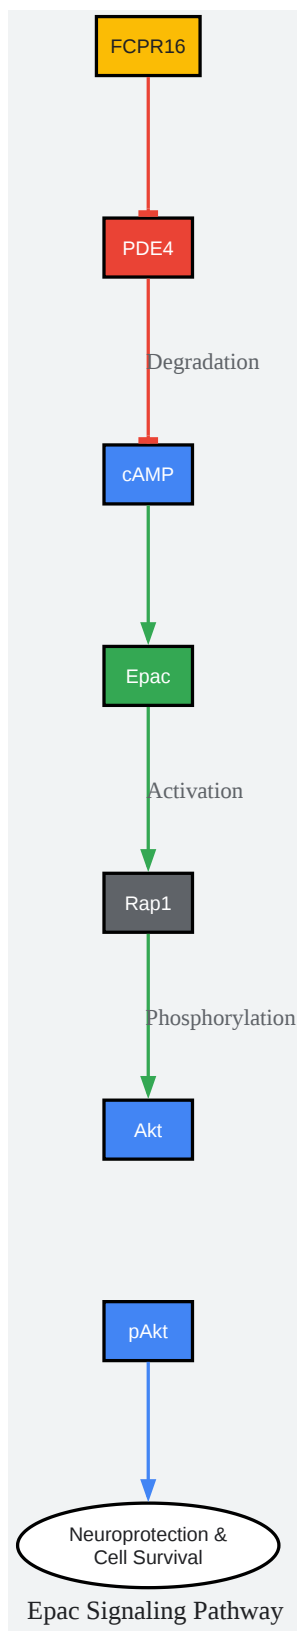 FCPR16
PDE4
Degradation
cAMP
Epac
Activation
Rap1
Phosphorylation
Akt
pAkt
Neuroprotection &
Cell Survival
Epac Signaling Pathway